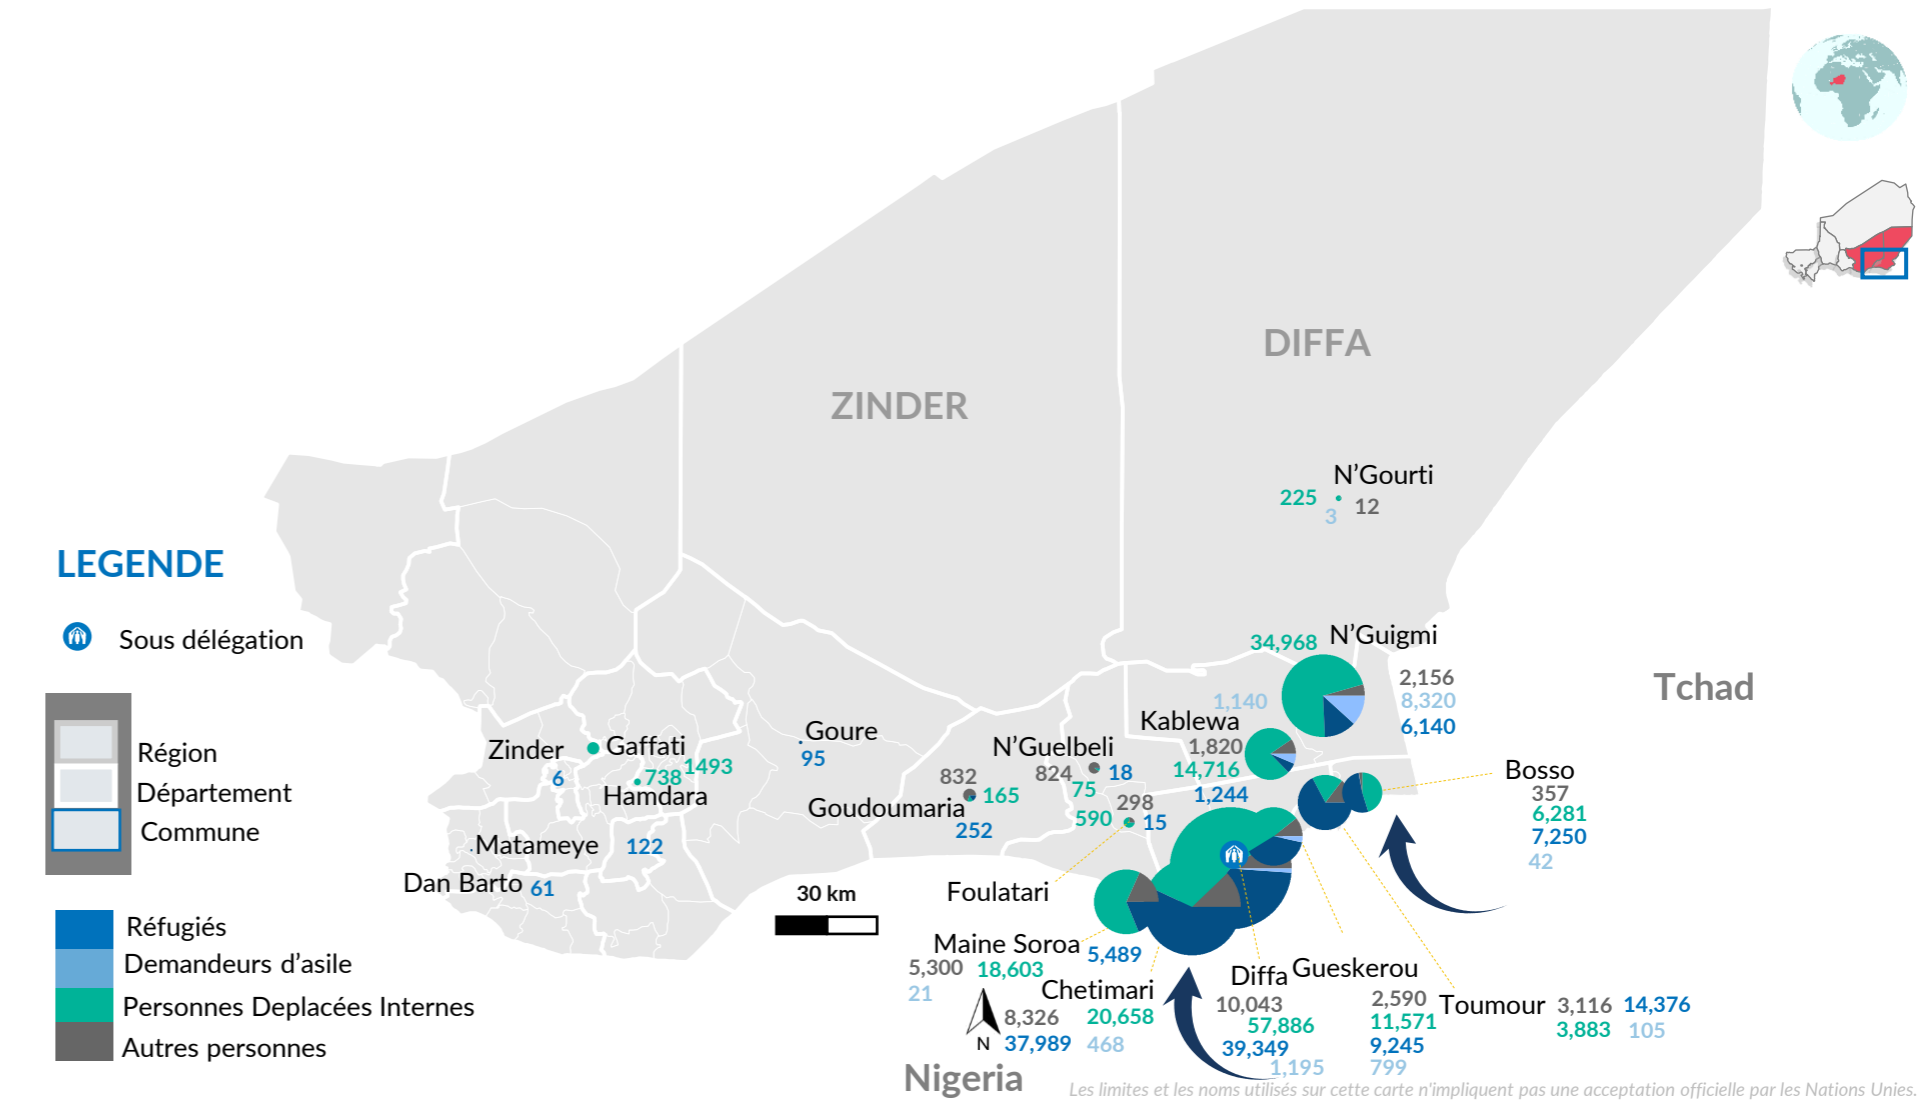 DIFFA
ZINDER
N'Gourti
225
12
3
LEGENDE
Sous délégation
Région
Département
Commune
Réfugiés
Demandeurs d'asile
Personnes Deplacées Internes
Autres personnes
34,968
N'Guigmi
2,156
8,320
6,140
Tchad
1,140
Kablewa
1,820
14,716
1,244
Zinder
6
Gaffati
1493
738
Hamdara
Goure
95
N'Guelbeli
824
18
75
832
165
Goudoumaria
252
298
590
15
Foulatari
Matameye
122
Dan Barto
61
30 km
Bosso
357
6,281
7,250
42
Maine Soroa
5,489
5,300
18,603
21
Chetimari
8,326
20,658
37,989
468
N
Diffa
10,043
57,886
39,349
1,195
Gueskerou
2,590
11,571
9,245
799
Toumour
3,116
14,376
3,883
105
Nigeria
Les limites et les noms utilisés sur cette carte n'impliquent pas une acceptation officielle par les Nations Unies.